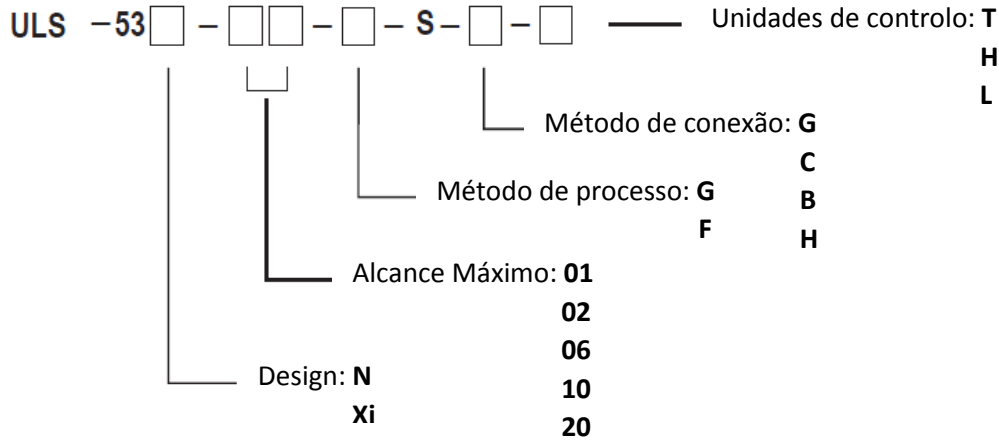 ULS -53□ - □□ - □ - S - □ - □ Unidades de controlo: T
H
L
Método de conexão: G
C
B
H
Método de processo: G
F
Alcance Máximo: 01
02
06
10
20
Design: N
Xi